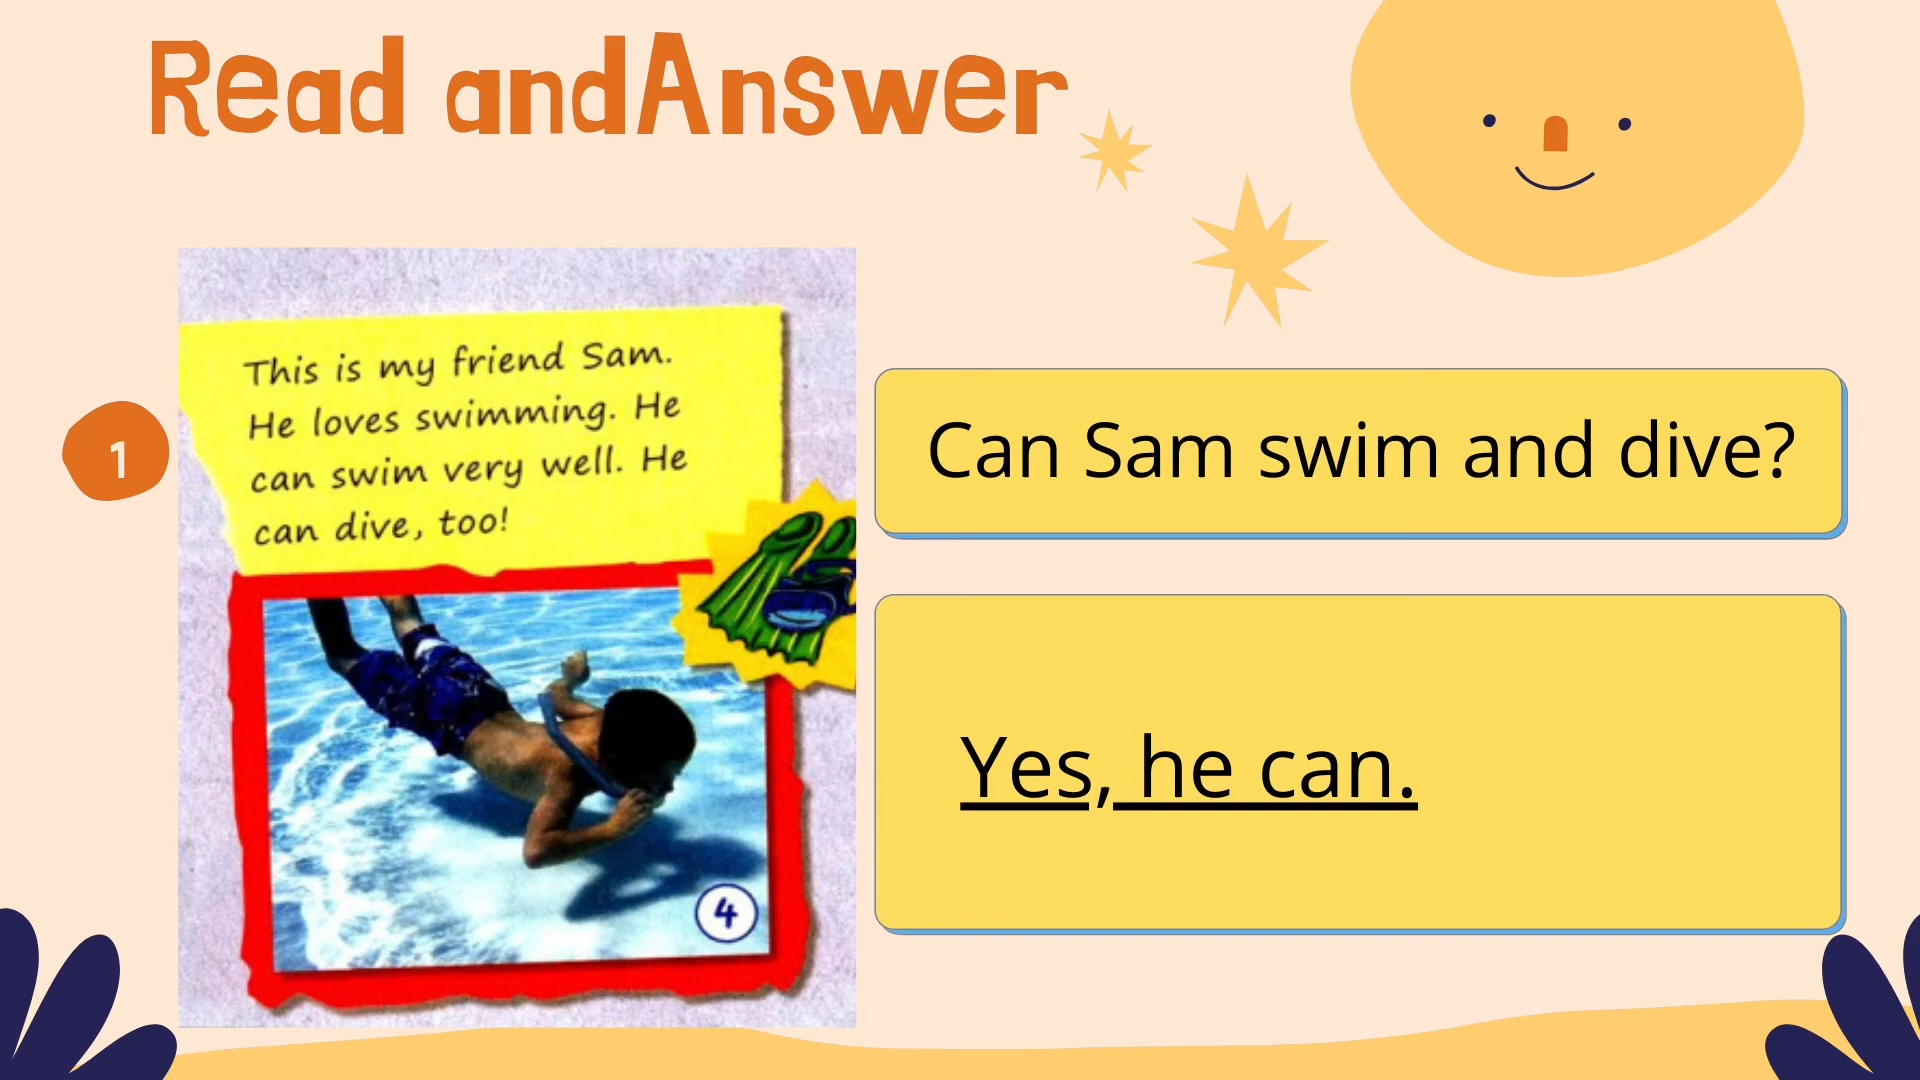 Read andAnswer
1
This is my friend Sam.
He loves swimming. He
can swim very well. He
can dive, too!
4
Can Sam swim and dive?
Yes, he can.